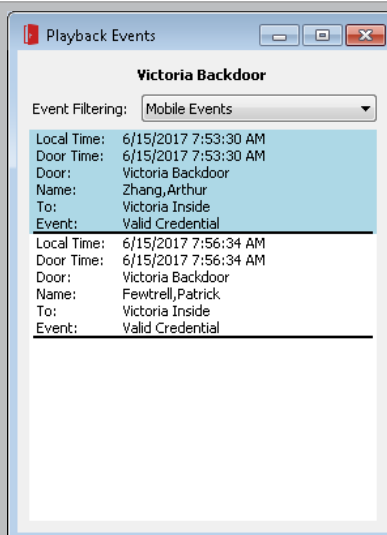 Playback Events
Victoria Backdoor
Event Filtering: Mobile Events
Local Time: 6/15/2017 7:53:30 AM
Door Time: 6/15/2017 7:53:30 AM
Door: Victoria Backdoor
Name: Zhang,Arthur
To: Victoria Inside
Event: Valid Credential
Local Time: 6/15/2017 7:56:34 AM
Door Time: 6/15/2017 7:56:34 AM
Door: Victoria Backdoor
Name: Fewtrell,Patrick
To: Victoria Inside
Event: Valid Credential